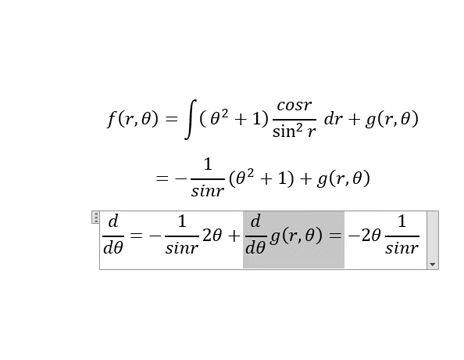 f(r,θ) = ∫(θ² + 1) cosr/sin² r dr + g(r,θ)
= − 1/sinr (θ² + 1) + g(r,θ)
d/dθ = − 1/sinr 2θ + d/dθ g(r,θ) = −2θ 1/sinr